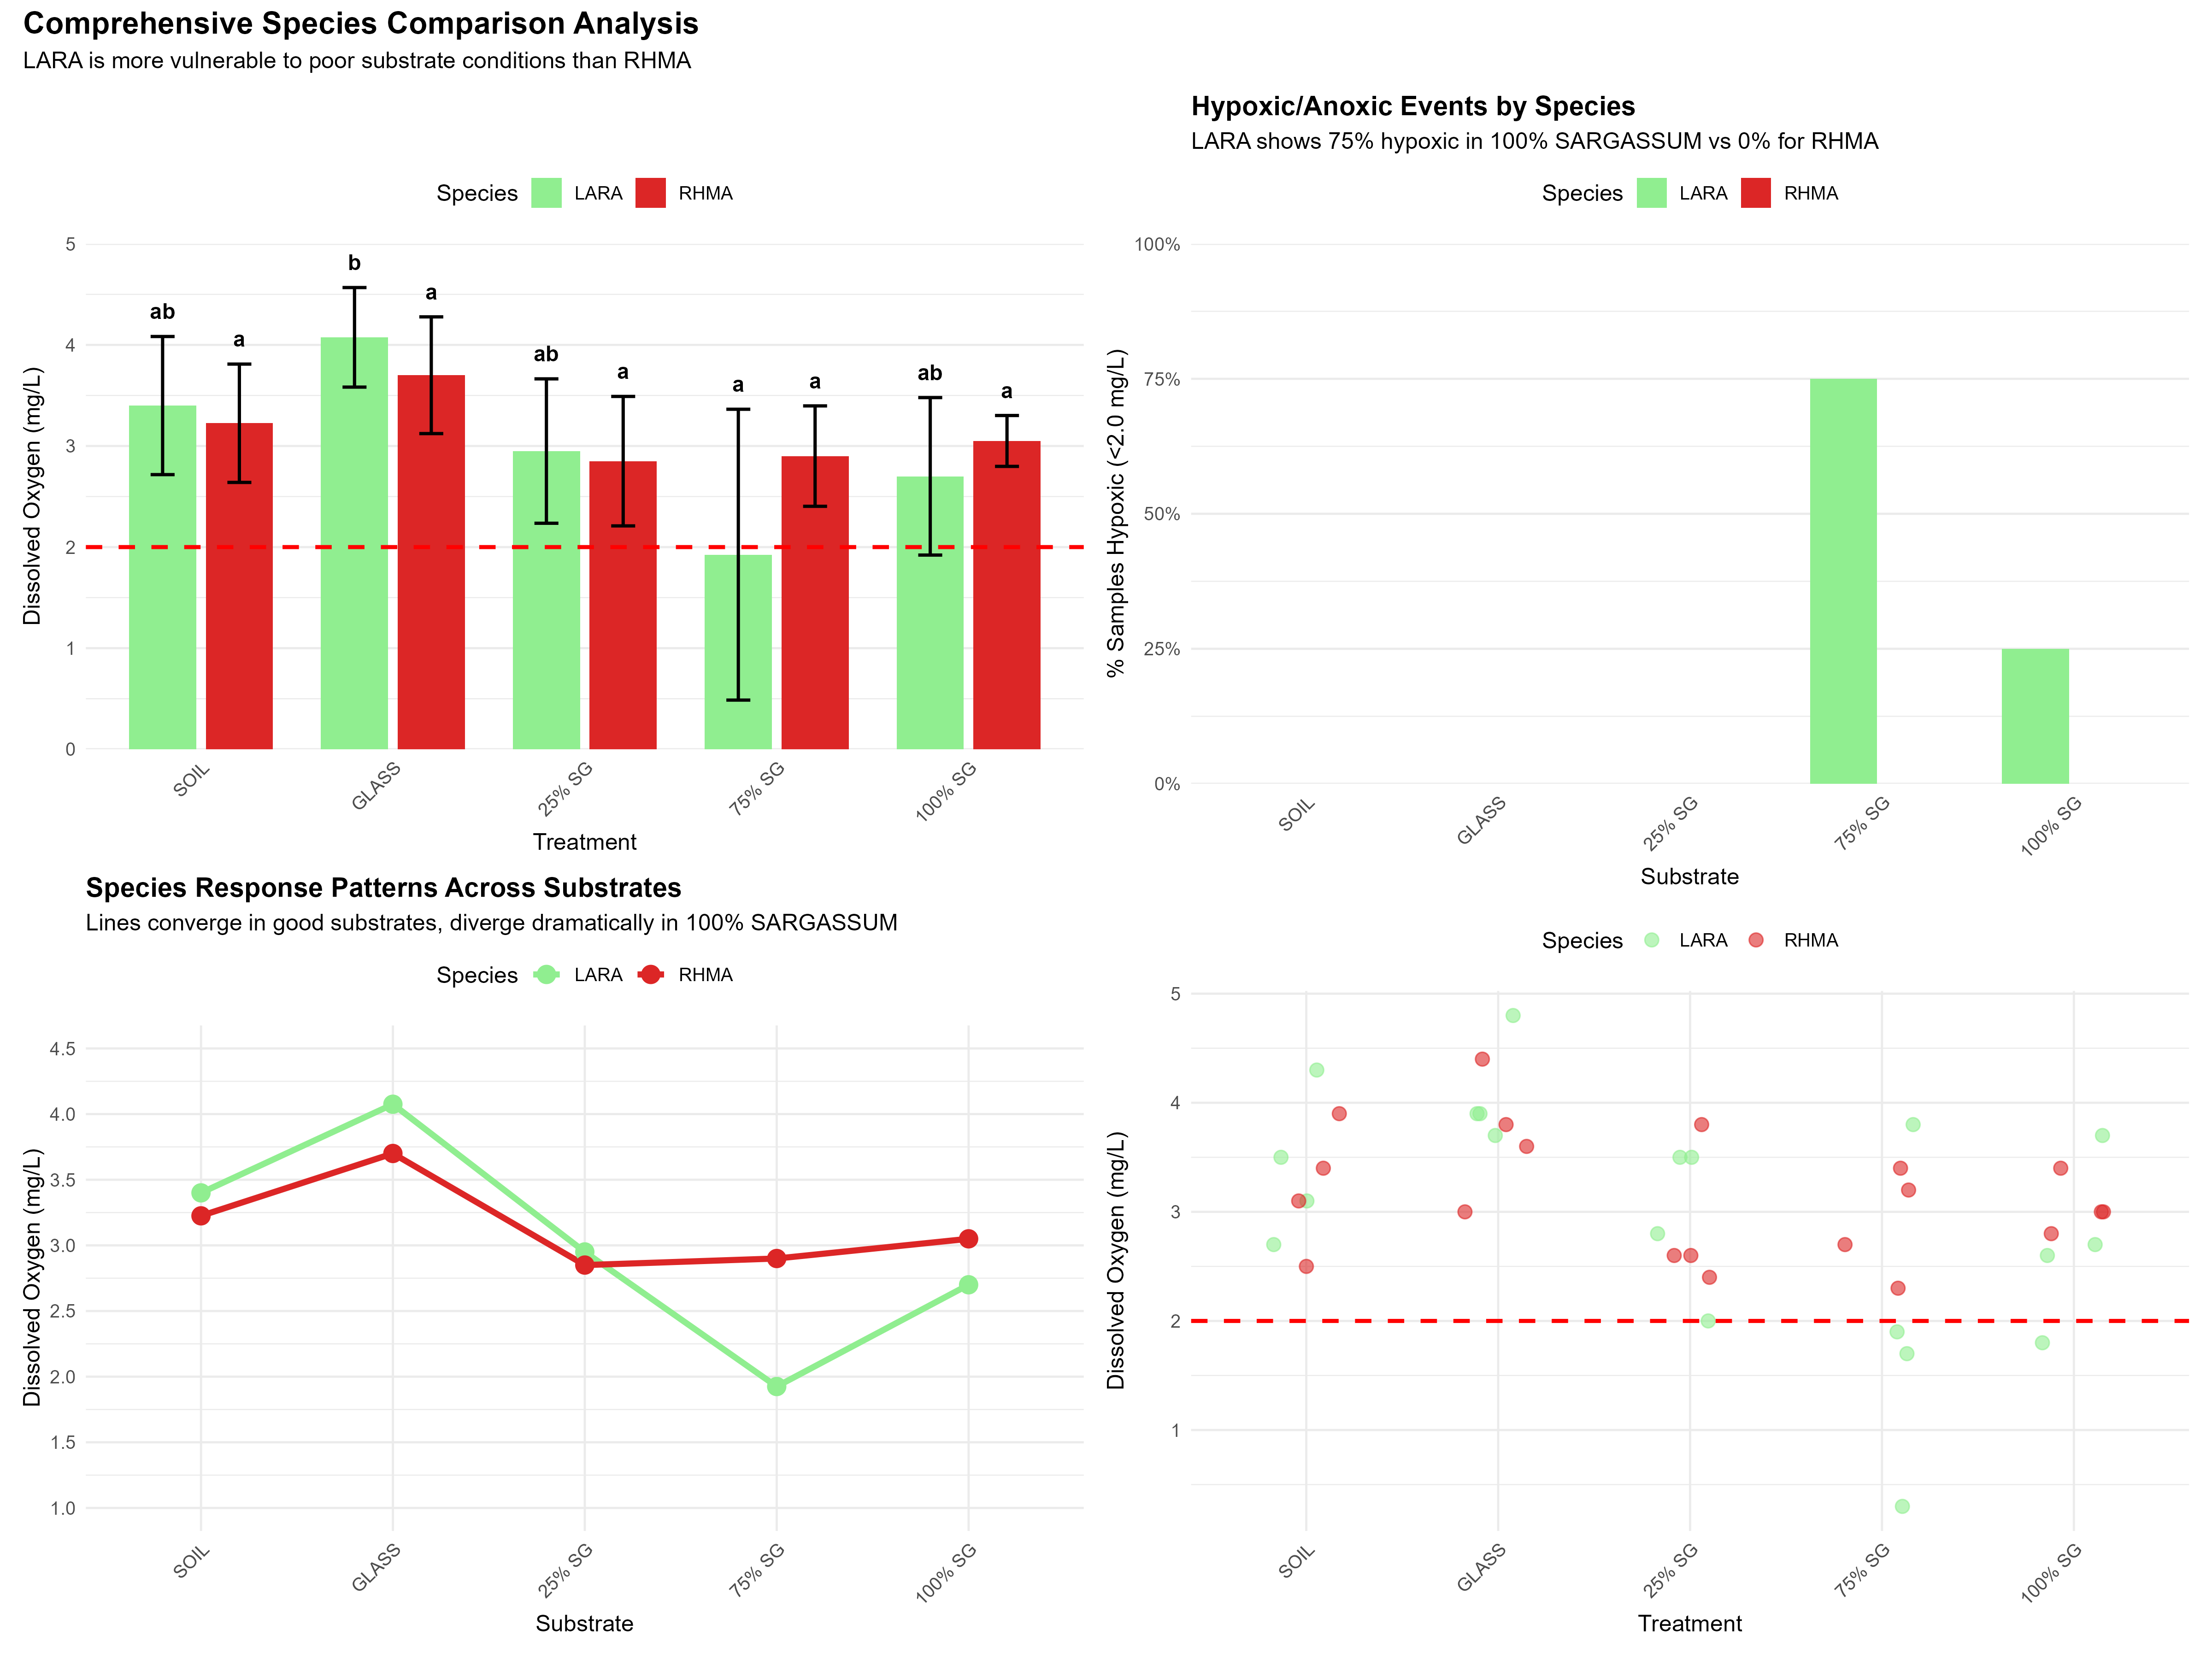 Comprehensive Species Comparison Analysis
LARA is more vulnerable to poor substrate conditions than RHMA
Species LARA RHMA
Dissolved Oxygen (mg/L)
5
4
3
2
1
0
ab
a
b
a
ab
a
a
a
ab
a
SOIL
GLASS
25% SG
75% SG
100% SG
Treatment
Hypoxic/Anoxic Events by Species
LARA shows 75% hypoxic in 100% SARGASSUM vs 0% for RHMA
Species LARA RHMA
% Samples Hypoxic (<2.0 mg/L)
100%
75%
50%
25%
0%
SOIL
GLASS
25% SG
75% SG
100% SG
Substrate
Species Response Patterns Across Substrates
Lines converge in good substrates, diverge dramatically in 100% SARGASSUM
Species LARA RHMA
Dissolved Oxygen (mg/L)
4.5
4.0
3.5
3.0
2.5
2.0
1.5
1.0
SOIL
GLASS
25% SG
75% SG
100% SG
Substrate
Species LARA RHMA
Dissolved Oxygen (mg/L)
5
4
3
2
1
SOIL
GLASS
25% SG
75% SG
100% SG
Treatment